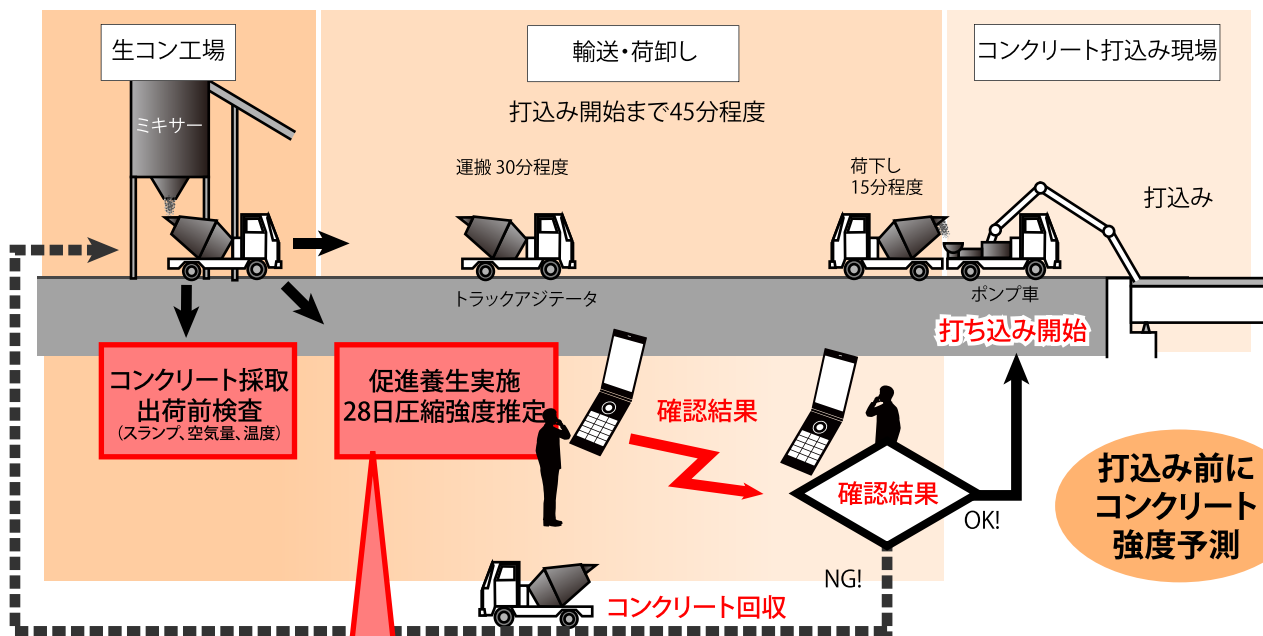 生コン工場
輸送・荷卸し
コンクリート打込み現場
打込み開始まで45分程度
ミキサー
運搬 30分程度
荷下し
15分程度
打込み
トラックアジテータ
ポンプ車
打ち込み開始
コンクリート採取
出荷前検査
(スランプ、空気量、温度)
促進養生実施
28日圧縮強度推定
確認結果
確認結果
OK!
NG!
打込み前に
コンクリート
強度予測
コンクリート回収